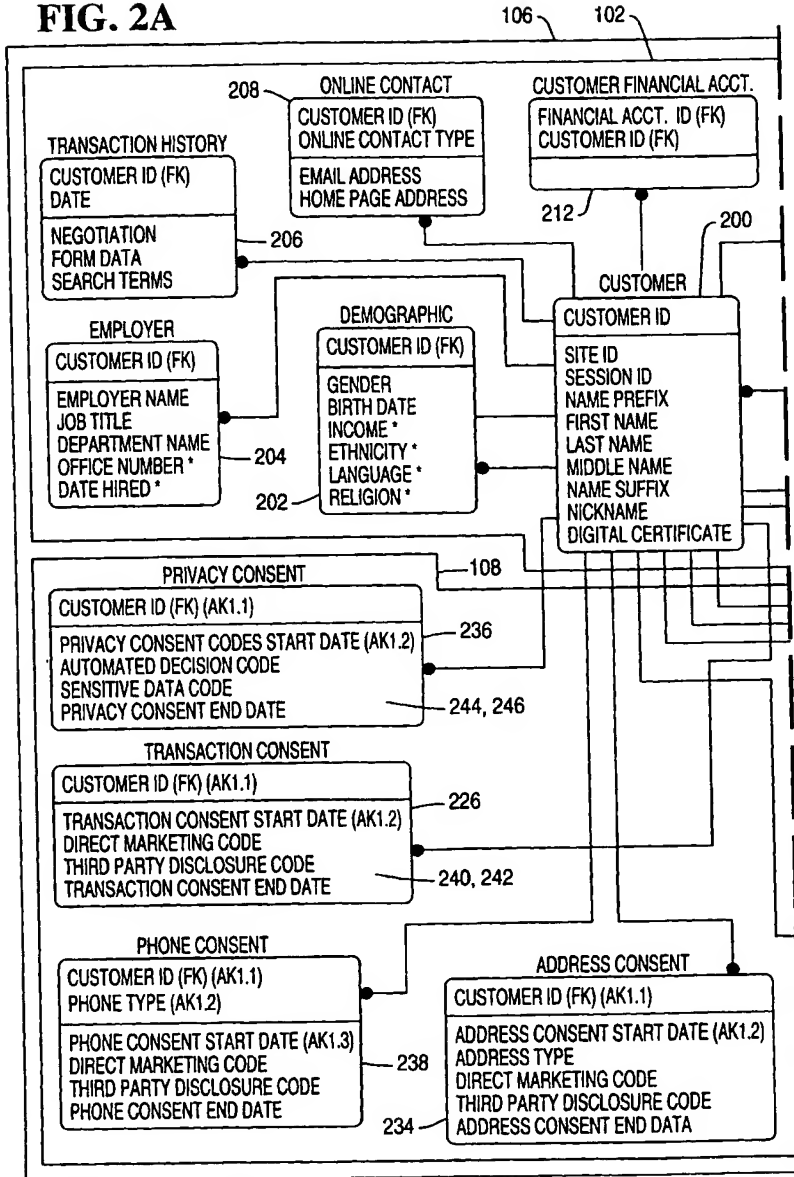 FIG. 2A
106
102
ONLINE CONTACT
208
CUSTOMER ID (FK)
ONLINE CONTACT TYPE
EMAIL ADDRESS
HOME PAGE ADDRESS
CUSTOMER FINANCIAL ACCT.
FINANCIAL ACCT. ID (FK)
CUSTOMER ID (FK)
212
TRANSACTION HISTORY
CUSTOMER ID (FK)
DATE
NEGOTIATION
FORM DATA
SEARCH TERMS
206
200
CUSTOMER
CUSTOMER ID
SITE ID
SESSION ID
NAME PREFIX
FIRST NAME
LAST NAME
MIDDLE NAME
NAME SUFFIX
NICKNAME
DIGITAL CERTIFICATE
EMPLOYER
CUSTOMER ID (FK)
EMPLOYER NAME
JOB TITLE
DEPARTMENT NAME
OFFICE NUMBER *
DATE HIRED *
204
DEMOGRAPHIC
CUSTOMER ID (FK)
GENDER
BIRTH DATE
INCOME *
ETHNICITY *
LANGUAGE *
RELIGION *
202
108
PRIVACY CONSENT
CUSTOMER ID (FK) (AK1.1)
PRIVACY CONSENT CODES START DATE (AK1.2)
AUTOMATED DECISION CODE
SENSITIVE DATA CODE
PRIVACY CONSENT END DATE
236
244, 246
TRANSACTION CONSENT
CUSTOMER ID (FK) (AK1.1)
TRANSACTION CONSENT START DATE (AK1.2)
DIRECT MARKETING CODE
THIRD PARTY DISCLOSURE CODE
TRANSACTION CONSENT END DATE
226
240, 242
PHONE CONSENT
CUSTOMER ID (FK) (AK1.1)
PHONE TYPE (AK1.2)
PHONE CONSENT START DATE (AK1.3)
DIRECT MARKETING CODE
THIRD PARTY DISCLOSURE CODE
PHONE CONSENT END DATE
238
ADDRESS CONSENT
CUSTOMER ID (FK) (AK1.1)
ADDRESS CONSENT START DATE (AK1.2)
ADDRESS TYPE
DIRECT MARKETING CODE
THIRD PARTY DISCLOSURE CODE
ADDRESS CONSENT END DATA
234